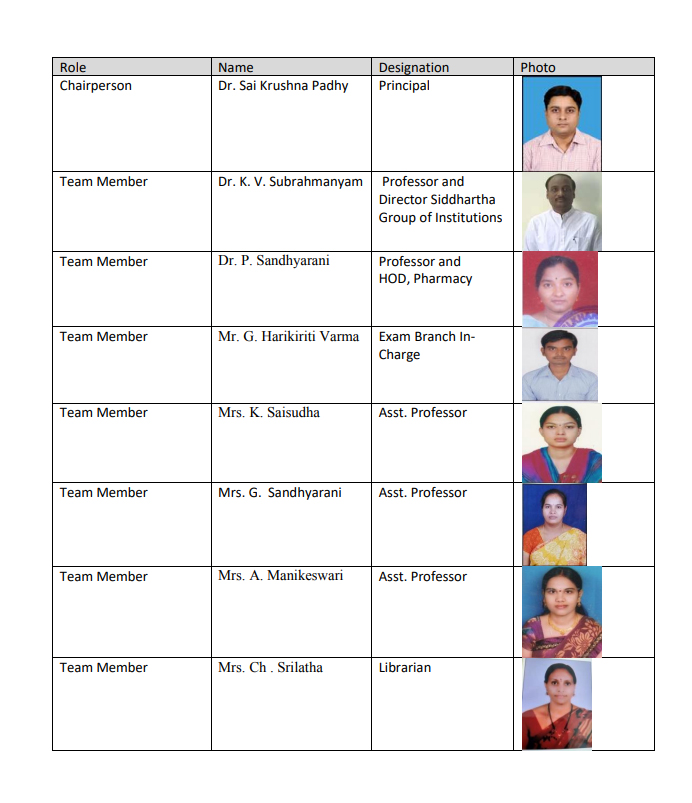 Role Name Designation Photo
Chairperson Dr. Sai Krushna Padhy Principal
Team Member Dr. K. V. Subrahmanyam Professor and
Director Siddhartha
Group of Institutions
Team Member Dr. P. Sandhyarani Professor and
HOD, Pharmacy
Team Member Mr. G. Harikiriti Varma Exam Branch In-
Charge
Team Member Mrs. K. Saisudha Asst. Professor
Team Member Mrs. G. Sandhyarani Asst. Professor
Team Member Mrs. A. Manikeswari Asst. Professor
Team Member Mrs. Ch . Srilatha Librarian